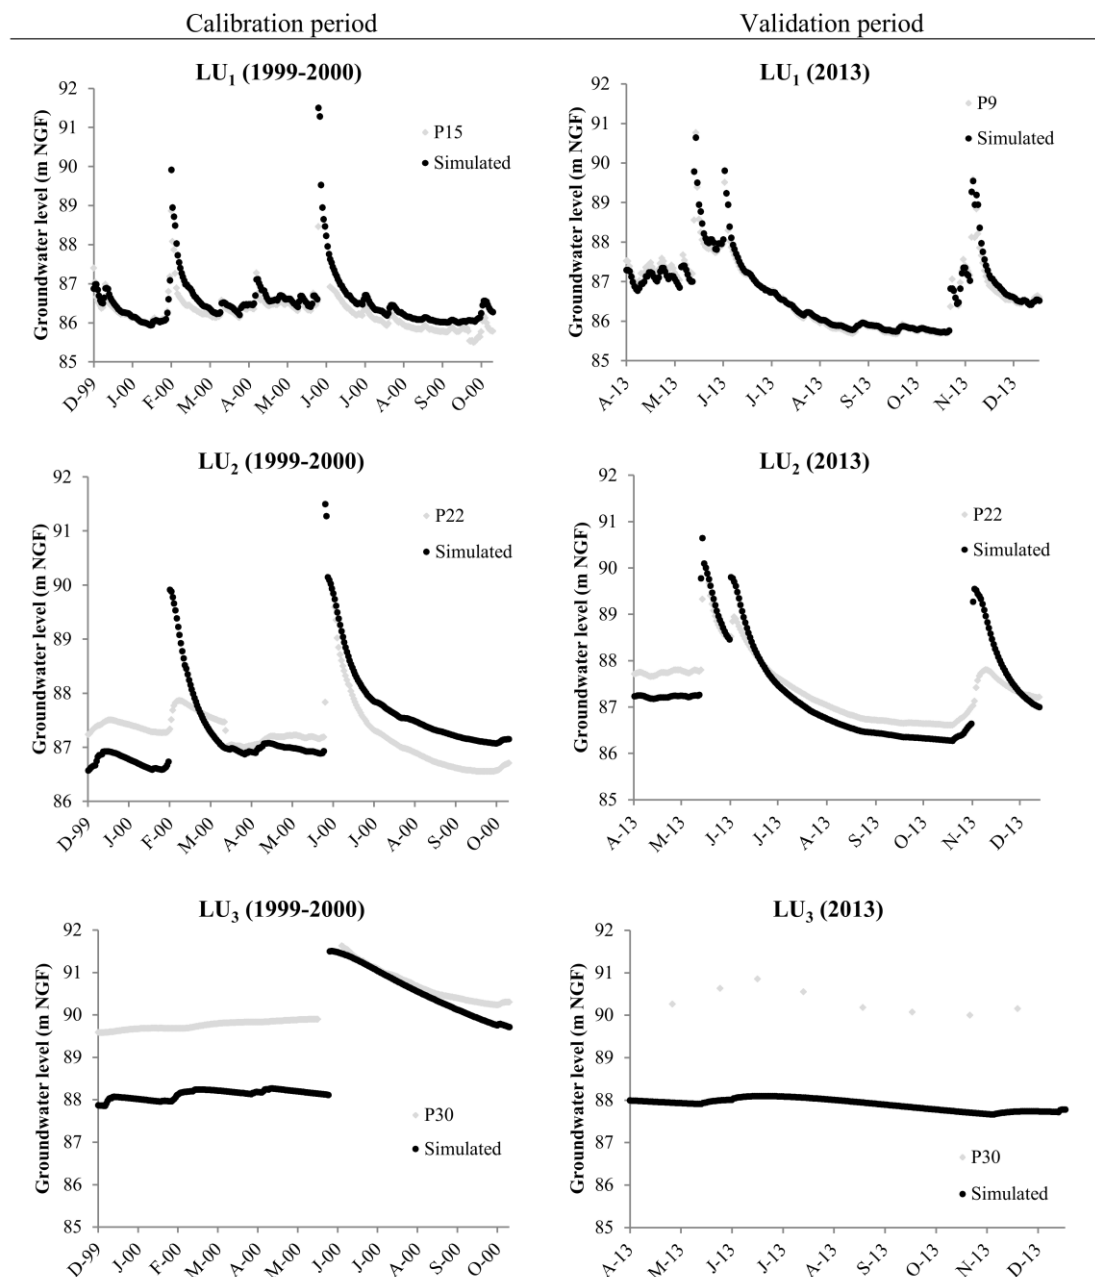 Calibration period
Validation period
LU1 (1999-2000)
Groundwater level (m NGF)
92
91
90
89
88
87
86
85
P15
Simulated
D-99 J-00 F-00 M-00 A-00 M-00 J-00 J-00 A-00 S-00 O-00
LU1 (2013)
Groundwater level (m NGF)
92
91
90
89
88
87
86
85
P9
Simulated
A-13 M-13 J-13 J-13 A-13 S-13 O-13 N-13 D-13
LU2 (1999-2000)
Groundwater level (m NGF)
92
91
90
89
88
87
86
P22
Simulated
D-99 J-00 F-00 M-00 A-00 M-00 J-00 J-00 A-00 S-00 O-00
LU2 (2013)
Groundwater level (m NGF)
92
91
90
89
88
87
86
85
P22
Simulated
A-13 M-13 J-13 J-13 A-13 S-13 O-13 N-13 D-13
LU3 (1999-2000)
Groundwater level (m NGF)
92
91
90
89
88
87
86
85
P30
Simulated
D-99 J-00 F-00 M-00 A-00 M-00 J-00 J-00 A-00 S-00 O-00
LU3 (2013)
Groundwater level (m NGF)
92
91
90
89
88
87
86
85
P30
Simulated
A-13 M-13 J-13 J-13 A-13 S-13 O-13 N-13 D-13